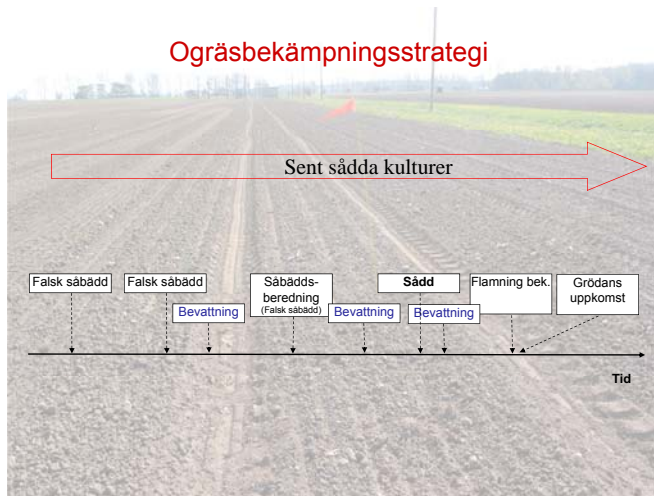 Ogräsbekämpningsstrategi
Sent sådda kulturer
Falsk såbädd
Falsk såbädd
Bevattning
Såbädds-
beredning
(Falsk såbädd)
Bevattning
Sådd
Bevattning
Flamning bek.
Grödans
uppkomst
Tid